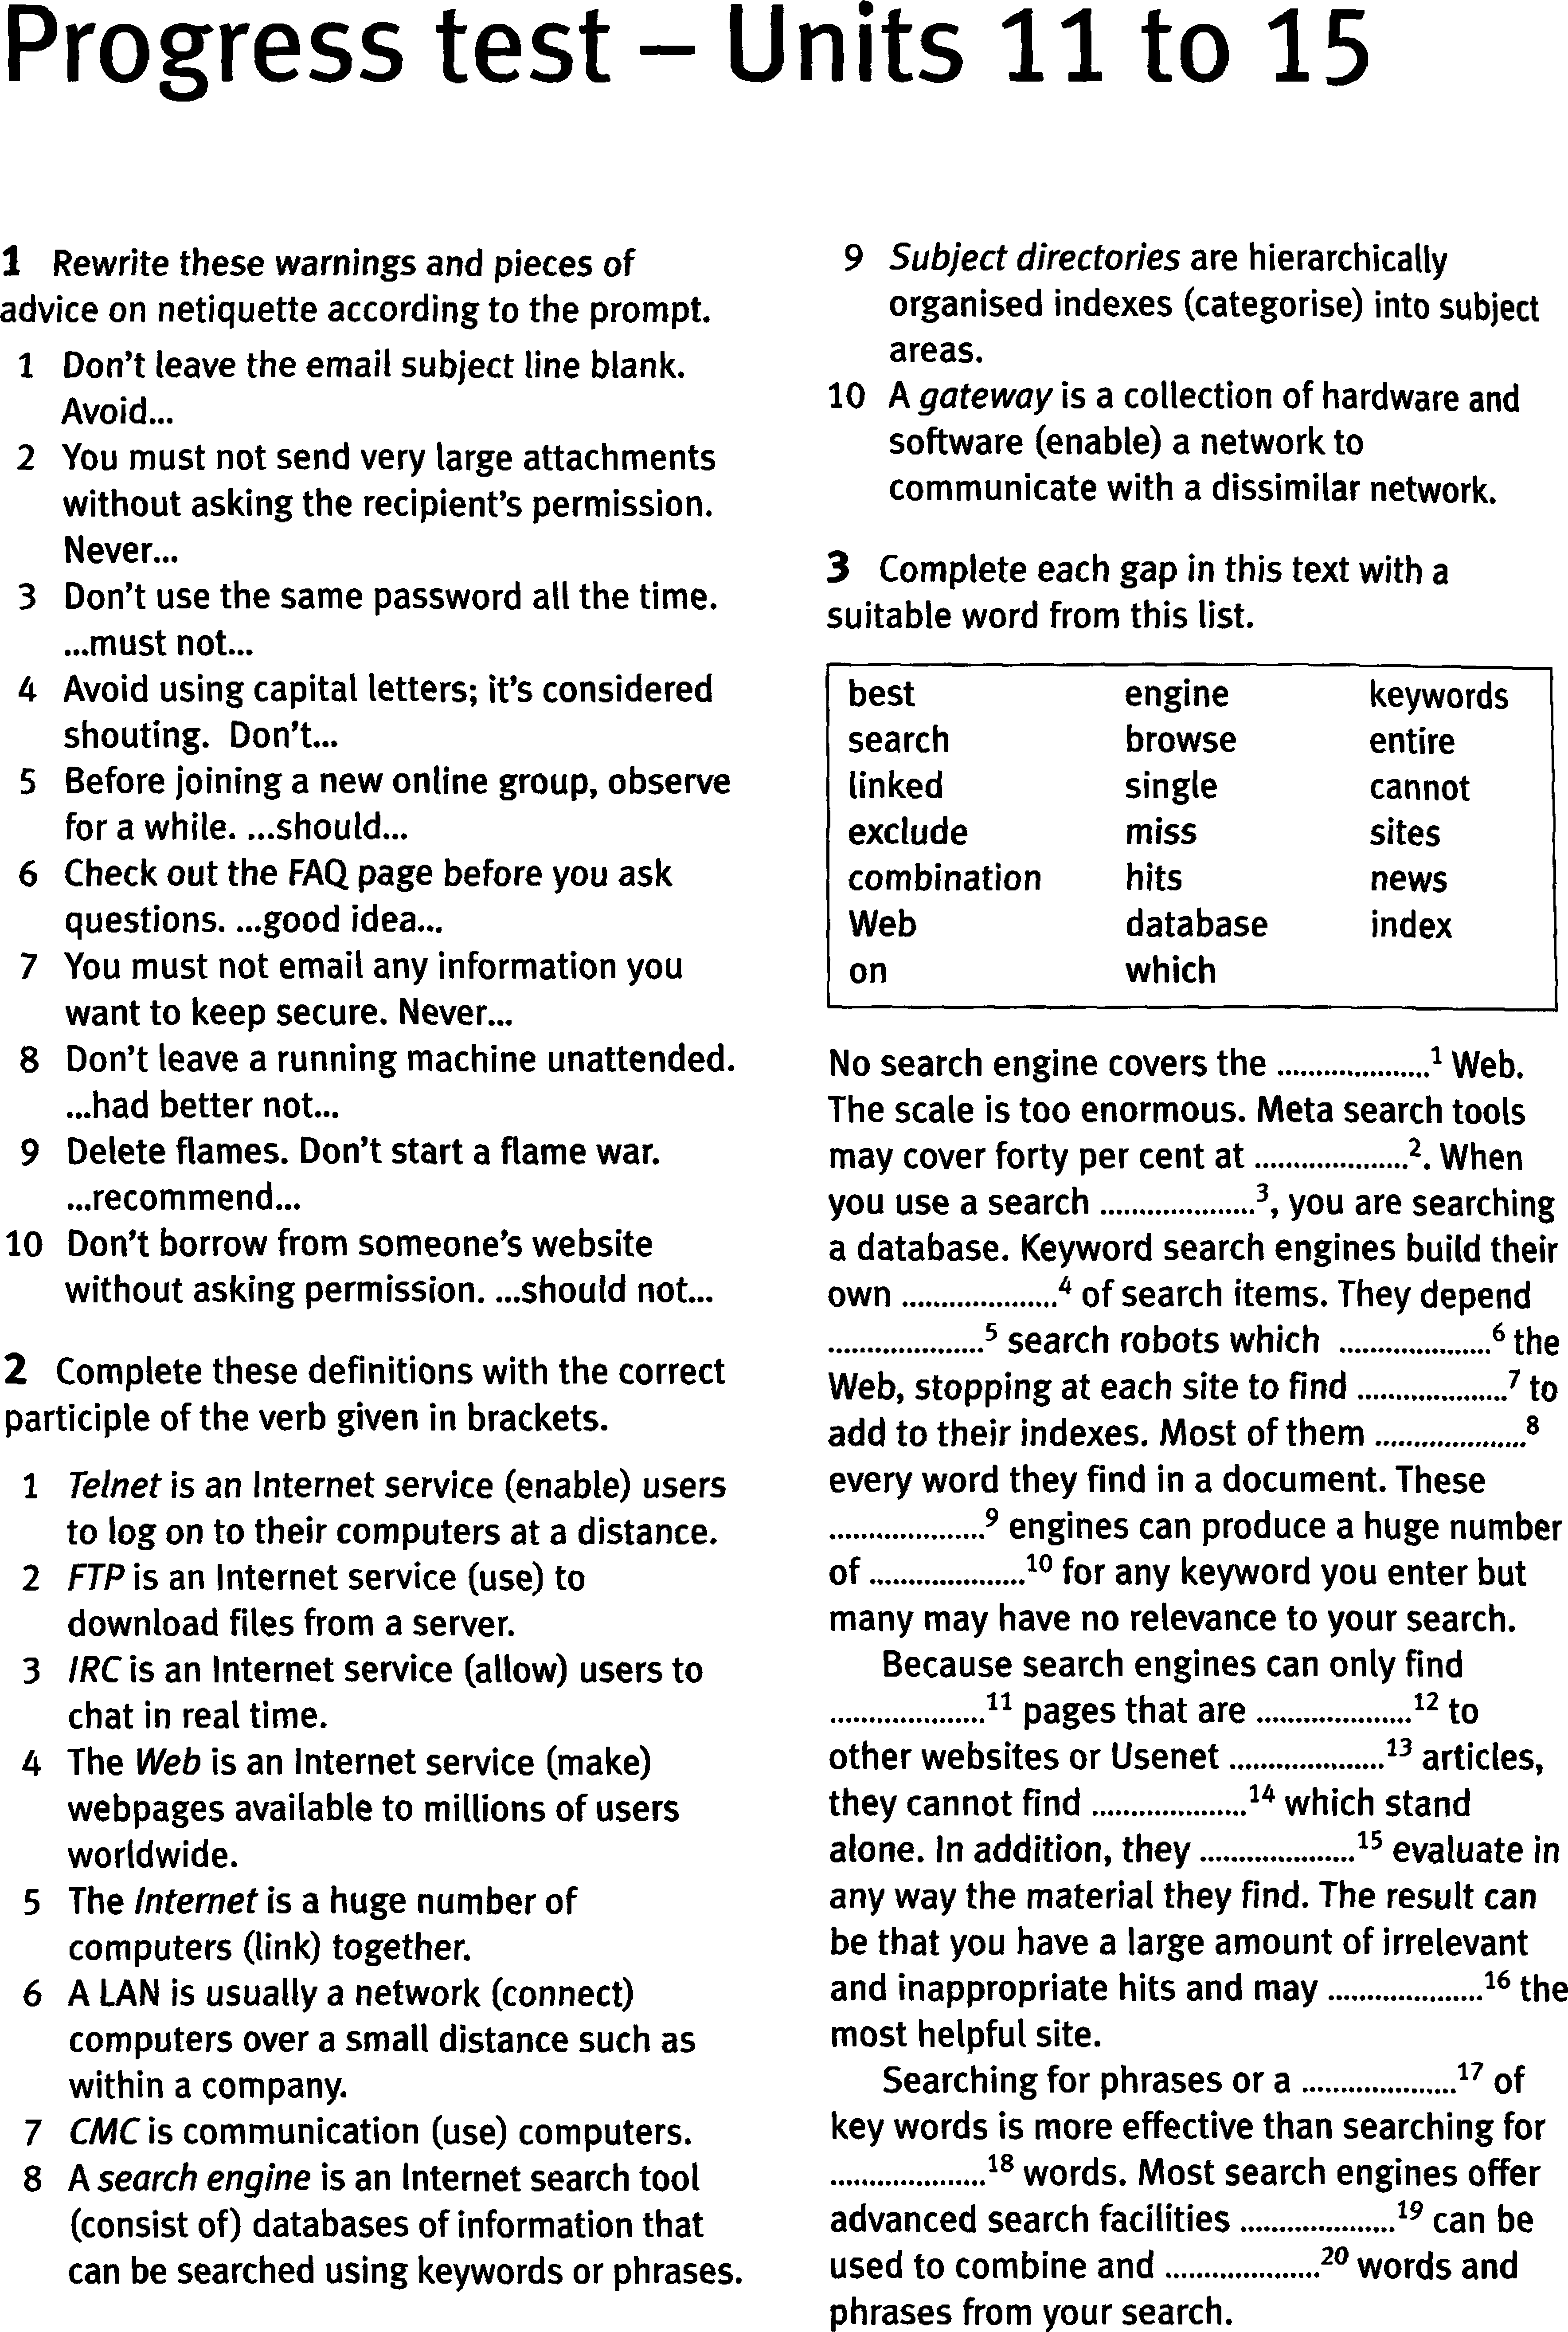 Progress test – Units 11 to 15
1 Rewrite these warnings and pieces of
advice on netiquette according to the prompt.
1 Don't leave the email subject line blank.
Avoid...
2 You must not send very large attachments
without asking the recipient's permission.
Never...
3 Don't use the same password all the time.
...must not...
4 Avoid using capital letters; it's considered
shouting. Don't...
5 Before joining a new online group, observe
for a while. ...should...
6 Check out the FAQ page before you ask
questions. ...good idea...
7 You must not email any information you
want to keep secure. Never...
8 Don't leave a running machine unattended.
...had better not...
9 Delete flames. Don't start a flame war.
...recommend...
10 Don't borrow from someone's website
without asking permission. ...should not...
2 Complete these definitions with the correct
participle of the verb given in brackets.
1 Telnet is an Internet service (enable) users
to log on to their computers at a distance.
2 FTP is an Internet service (use) to
download files from a server.
3 IRC is an Internet service (allow) users to
chat in real time.
4 The Web is an Internet service (make)
webpages available to millions of users
worldwide.
5 The Internet is a huge number of
computers (link) together.
6 A LAN is usually a network (connect)
computers over a small distance such as
within a company.
7 CMC is communication (use) computers.
8 A search engine is an Internet search tool
(consist of) databases of information that
can be searched using keywords or phrases.
9 Subject directories are hierarchically
organised indexes (categorise) into subject
areas.
10 A gateway is a collection of hardware and
software (enable) a network to
communicate with a dissimilar network.
3 Complete each gap in this text with a
suitable word from this list.
best engine keywords
search browse entire
linked single cannot
exclude miss sites
combination hits news
Web database index
on which
No search engine covers the ....................1 Web.
The scale is too enormous. Meta search tools
may cover forty per cent at ....................2. When
you use a search ....................3, you are searching
a database. Keyword search engines build their
own ....................4 of search items. They depend
....................5 search robots which ....................6 the
Web, stopping at each site to find ....................7 to
add to their indexes. Most of them ....................8
every word they find in a document. These
....................9 engines can produce a huge number
of ....................10 for any keyword you enter but
many may have no relevance to your search.
Because search engines can only find
....................11 pages that are ....................12 to
other websites or Usenet ....................13 articles,
they cannot find ....................14 which stand
alone. In addition, they ....................15 evaluate in
any way the material they find. The result can
be that you have a large amount of irrelevant
and inappropriate hits and may ....................16 the
most helpful site.
Searching for phrases or a ....................17 of
key words is more effective than searching for
....................18 words. Most search engines offer
advanced search facilities ....................19 can be
used to combine and ....................20 words and
phrases from your search.